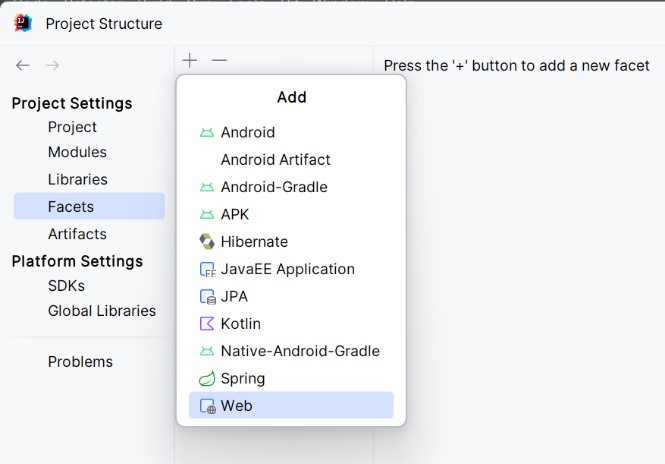 Project Structure
Press the '+' button to add a new facet
Project Settings
Project
Modules
Libraries
Facets
Artifacts
Platform Settings
SDKs
Global Libraries
Problems
Add
Android
Android Artifact
Android-Gradle
APK
Hibernate
JavaEE Application
JPA
Kotlin
Native-Android-Gradle
Spring
Web